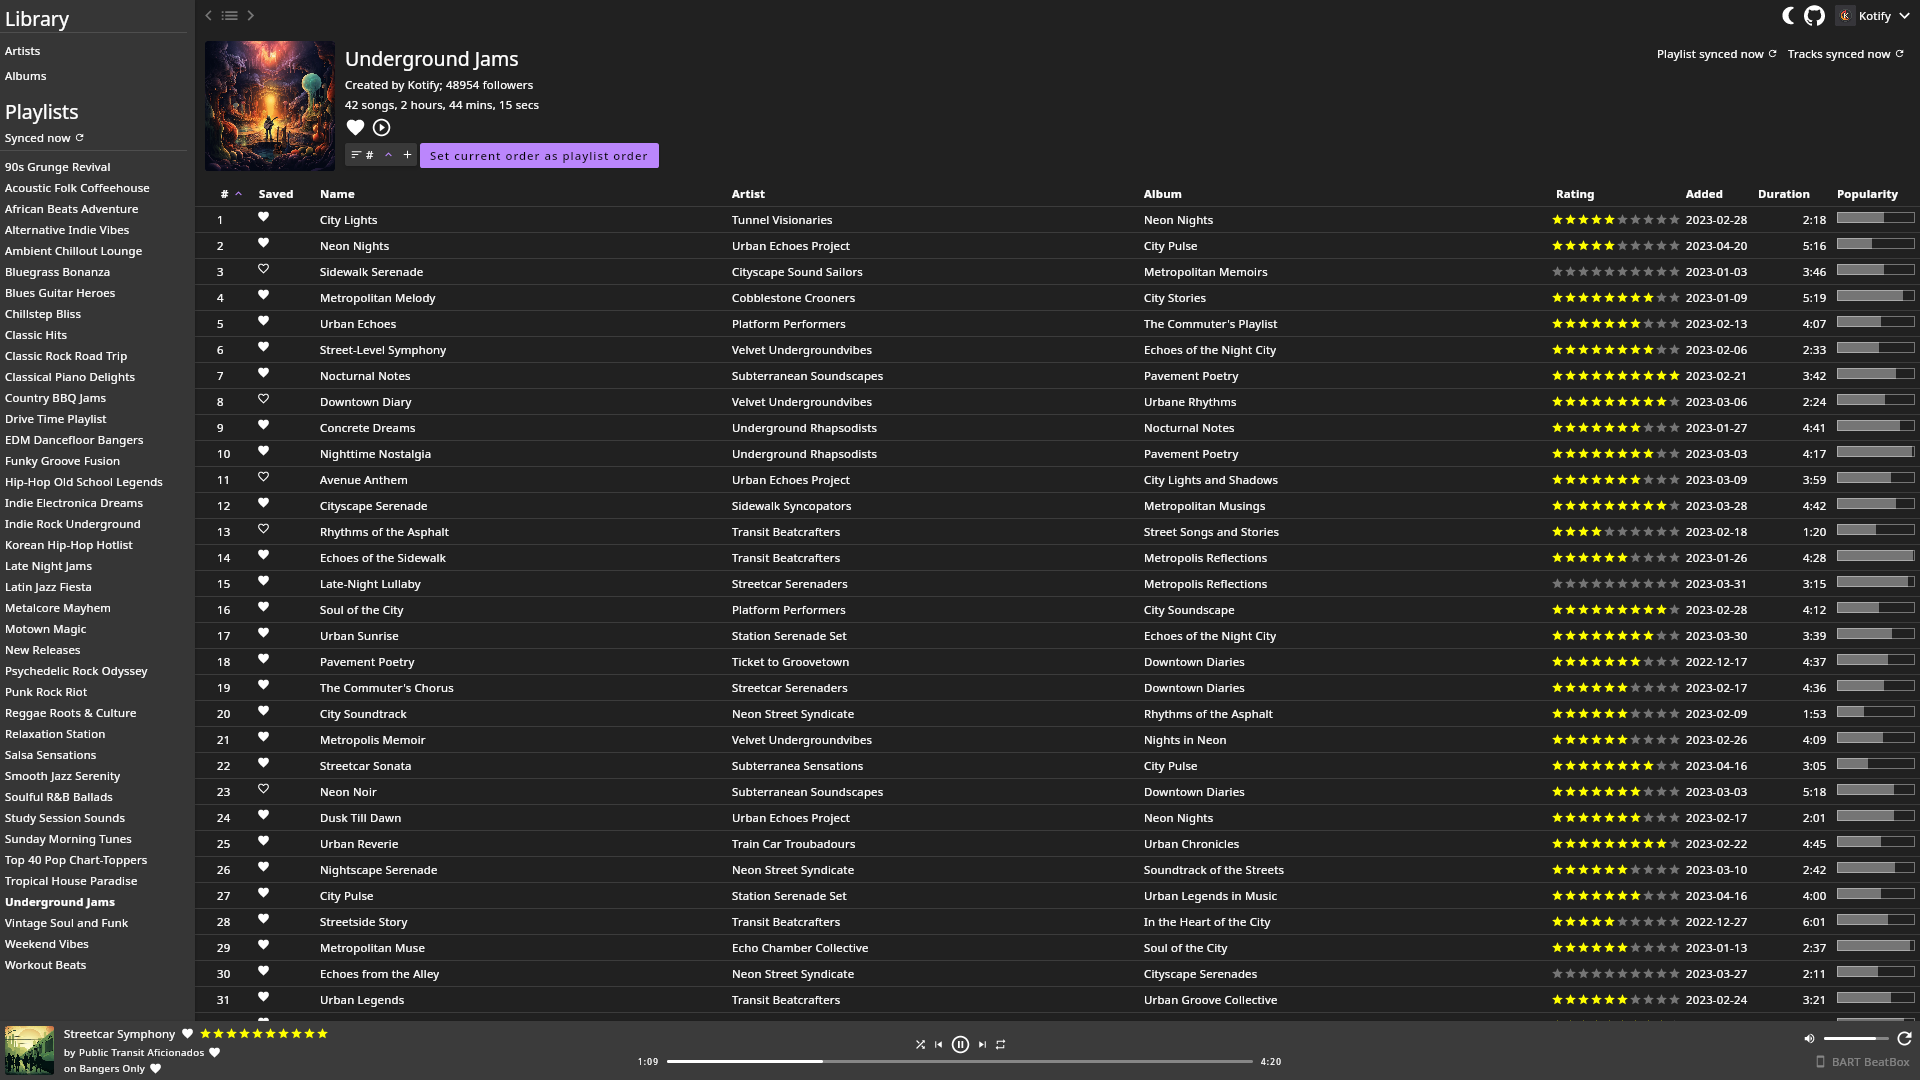 Library
Artists
Albums
Playlists
Synced now
90s Grunge Revival
Acoustic Folk Coffeehouse
African Beats Adventure
Alternative Indie Vibes
Ambient Chillout Lounge
Bluegrass Bonanza
Blues Guitar Heroes
Chillstep Bliss
Classic Hits
Classic Rock Road Trip
Classical Piano Delights
Country BBQ Jams
Drive Time Playlist
EDM Dancefloor Bangers
Funky Groove Fusion
Hip-Hop Old School Legends
Indie Electronica Dreams
Indie Rock Underground
Korean Hip-Hop Hotlist
Late Night Jams
Latin Jazz Fiesta
Metalcore Mayhem
Motown Magic
New Releases
Psychedelic Rock Odyssey
Punk Rock Riot
Reggae Roots & Culture
Relaxation Station
Salsa Sensations
Smooth Jazz Serenity
Soulful R&B Ballads
Study Session Sounds
Sunday Morning Tunes
Top 40 Pop Chart-Toppers
Tropical House Paradise
Underground Jams
Vintage Soul and Funk
Weekend Vibes
Workout Beats
Kotify
Underground Jams
Playlist synced now Tracks synced now
Created by Kotify; 48954 followers
42 songs, 2 hours, 44 mins, 15 secs
# + Set current order as playlist order
# Saved Name Artist Album Rating Added Duration Popularity
1 City Lights Tunnel Visionaries Neon Nights 2023-02-28 2:18
2 Neon Nights Urban Echoes Project City Pulse 2023-04-20 5:16
3 Sidewalk Serenade Cityscape Sound Sailors Metropolitan Memoirs 2023-01-03 3:46
4 Metropolitan Melody Cobblestone Crooners City Stories 2023-01-09 5:19
5 Urban Echoes Platform Performers The Commuter's Playlist 2023-02-13 4:07
6 Street-Level Symphony Velvet Undergroundvibes Echoes of the Night City 2023-02-06 2:33
7 Nocturnal Notes Subterranean Soundscapes Pavement Poetry 2023-02-21 3:42
8 Downtown Diary Velvet Undergroundvibes Urbane Rhythms 2023-03-06 2:24
9 Concrete Dreams Underground Rhapsodists Nocturnal Notes 2023-01-27 4:41
10 Nighttime Nostalgia Underground Rhapsodists Pavement Poetry 2023-03-03 4:17
11 Avenue Anthem Urban Echoes Project City Lights and Shadows 2023-03-09 3:59
12 Cityscape Serenade Sidewalk Syncopators Metropolitan Musings 2023-03-28 4:42
13 Rhythms of the Asphalt Transit Beatcrafters Street Songs and Stories 2023-02-18 1:20
14 Echoes of the Sidewalk Transit Beatcrafters Metropolis Reflections 2023-01-26 4:28
15 Late-Night Lullaby Streetcar Serenaders Metropolis Reflections 2023-03-31 3:15
16 Soul of the City Platform Performers City Soundscape 2023-02-28 4:12
17 Urban Sunrise Station Serenade Set Echoes of the Night City 2023-03-30 3:39
18 Pavement Poetry Ticket to Groovetown Downtown Diaries 2022-12-17 4:37
19 The Commuter's Chorus Streetcar Serenaders Downtown Diaries 2023-02-17 4:36
20 City Soundtrack Neon Street Syndicate Rhythms of the Asphalt 2023-02-09 1:53
21 Metropolis Memoir Velvet Undergroundvibes Nights in Neon 2023-02-26 4:09
22 Streetcar Sonata Subterranea Sensations City Pulse 2023-04-16 3:05
23 Neon Noir Subterranean Soundscapes Downtown Diaries 2023-03-03 5:18
24 Dusk Till Dawn Urban Echoes Project Neon Nights 2023-02-17 2:01
25 Urban Reverie Train Car Troubadours Urban Chronicles 2023-02-22 4:45
26 Nightscape Serenade Neon Street Syndicate Soundtrack of the Streets 2023-03-10 2:42
27 City Pulse Station Serenade Set Urban Legends in Music 2023-04-16 4:00
28 Streetside Story Transit Beatcrafters In the Heart of the City 2022-12-27 6:01
29 Metropolitan Muse Echo Chamber Collective Soul of the City 2023-01-13 2:37
30 Echoes from the Alley Neon Street Syndicate Cityscape Serenades 2023-03-27 2:11
31 Urban Legends Transit Beatcrafters Urban Groove Collective 2023-02-24 3:21
Streetcar Symphony
by Public Transit Aficionados
on Bangers Only
1:09 4:20
BART BeatBox